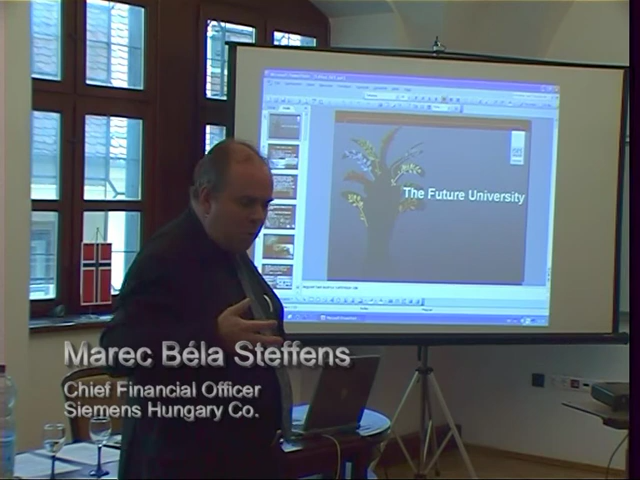 The Future University
Marec Béla Steffens
Chief Financial Officer
Siemens Hungary Co.